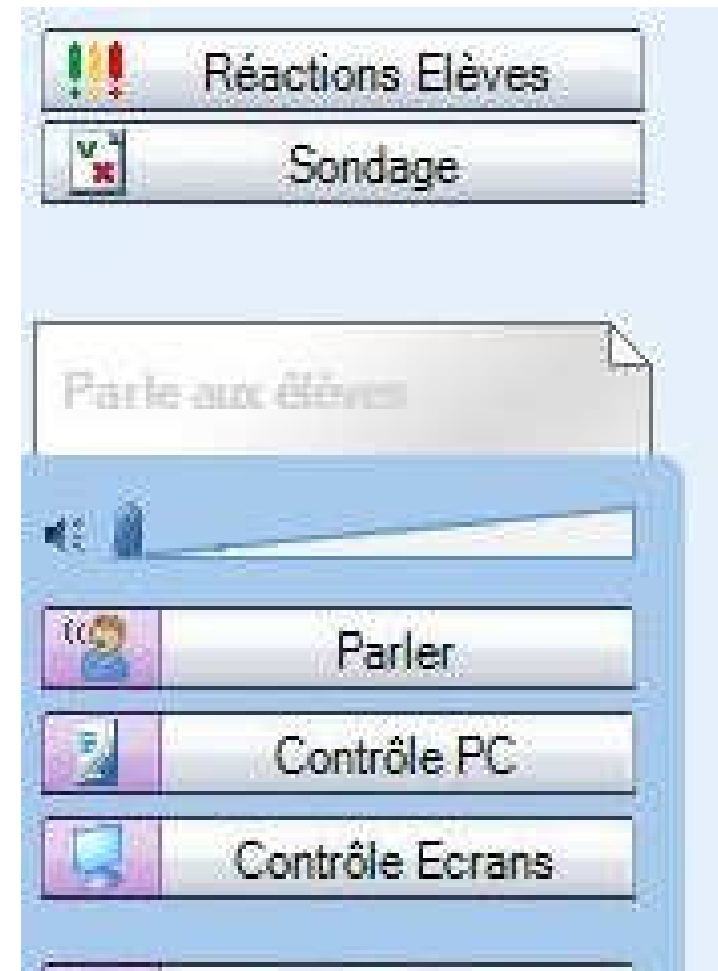 Réactions Elèves
Sondage
Parle aux élèves
Parler
Contrôle PC
Contrôle Ecrans